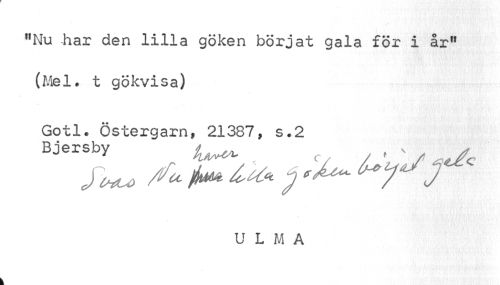 "Nu har den lilla göken börjat gala för i år"
(Mel. t gökvisa)
Gotl. Östergarn, 21387, s.2
Bjersby
haver
Svas Nu lilla göken börjat gala
U L M A